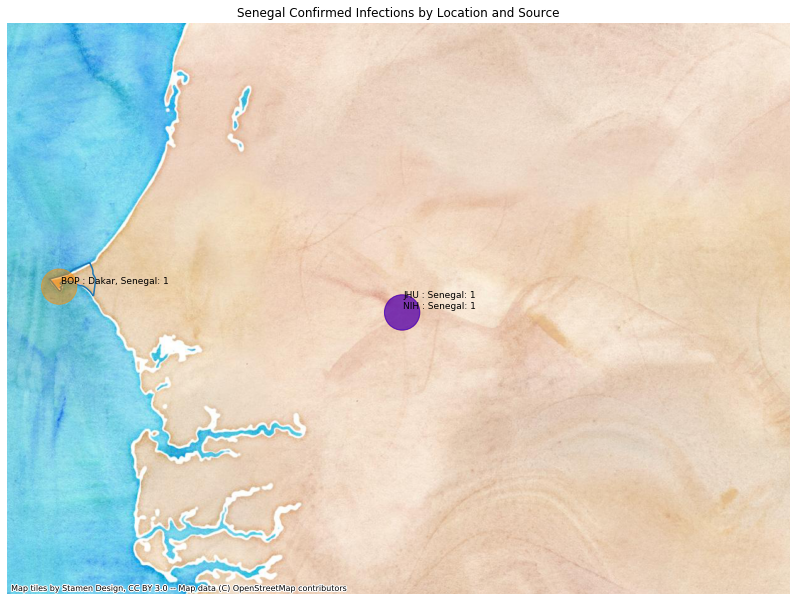 Senegal Confirmed Infections by Location and Source
BOP : Dakar, Senegal: 1
JHU : Senegal: 1
NIH : Senegal: 1
Map tiles by Stamen Design, CC BY 3.0 -- Map data (C) OpenStreetMap contributors